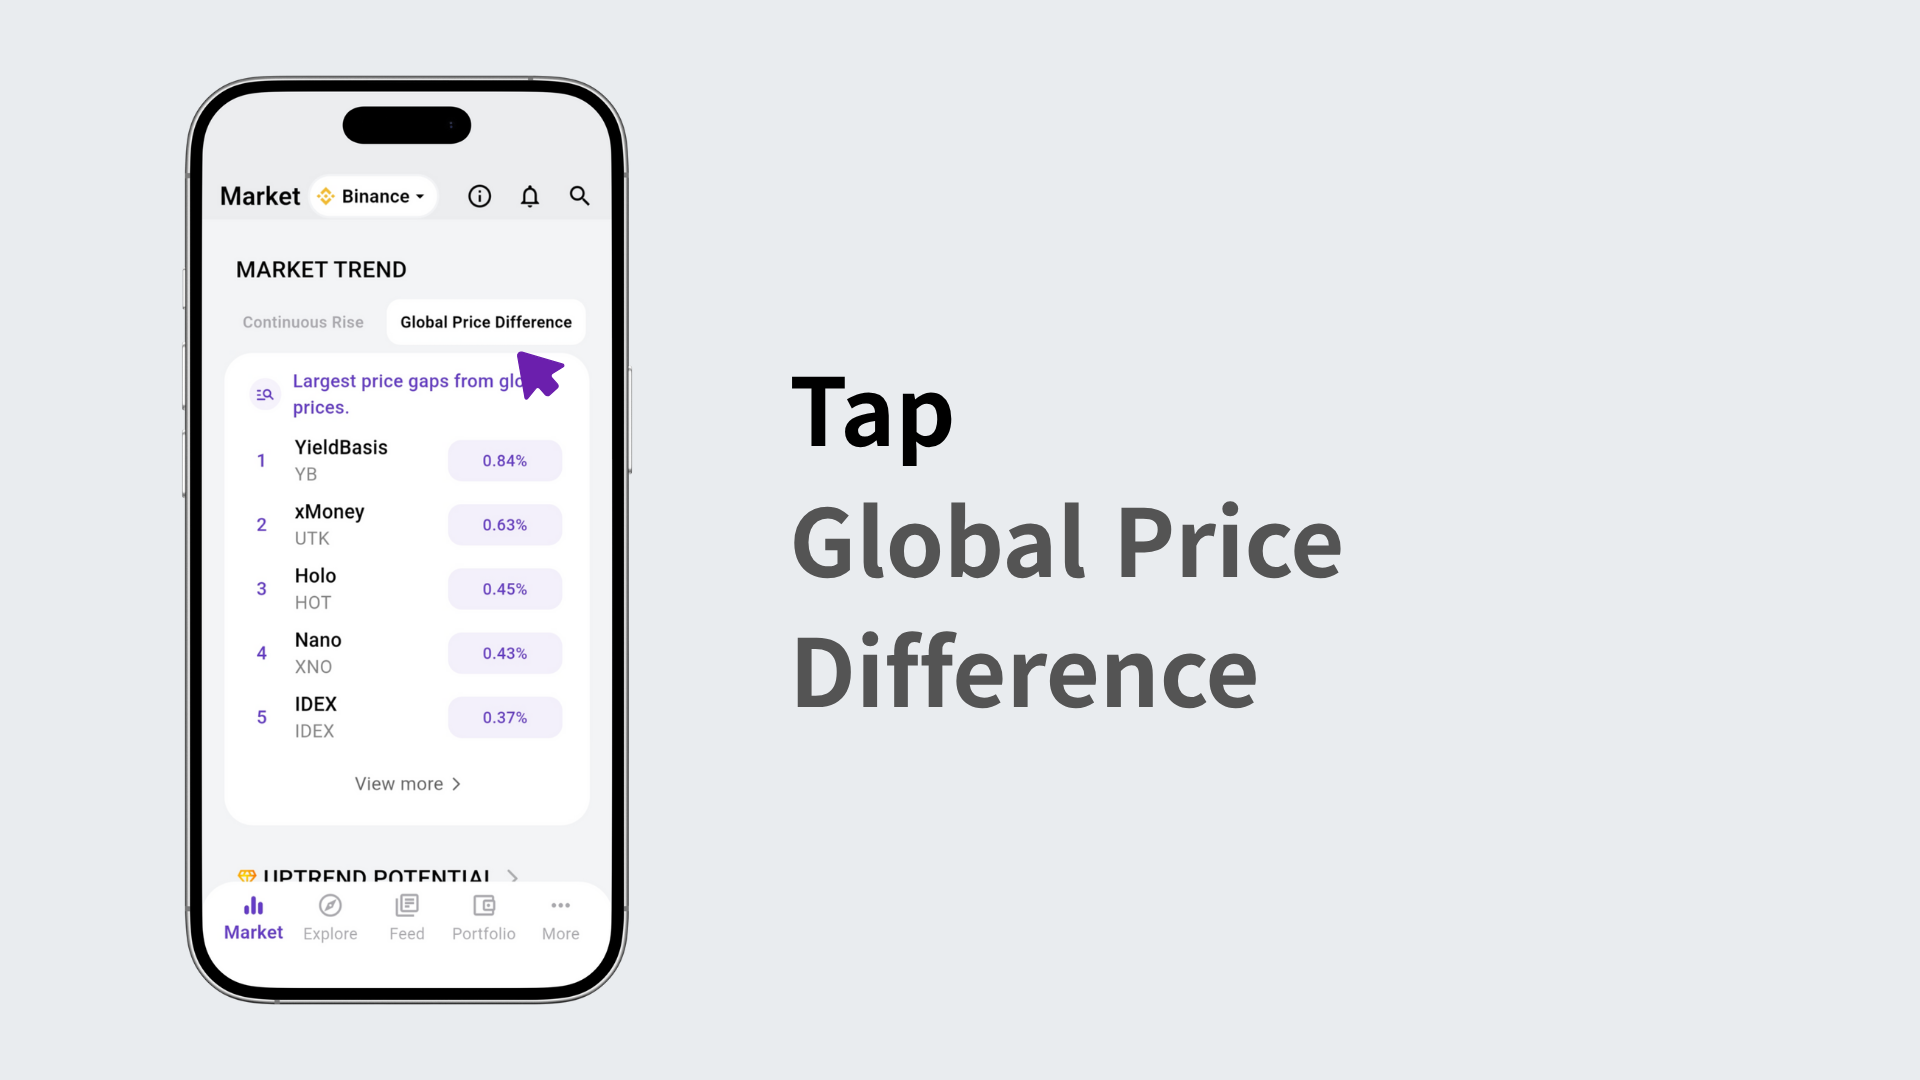 Market
Binance
MARKET TREND
Continuous Rise
Global Price Difference
Largest price gaps from
prices.
1
YieldBasis
YB
0.84%
2
xMoney
UTK
0.63%
3
Holo
HOT
0.45%
4
Nano
XNO
0.43%
5
IDEX
IDEX
0.37%
View more
UPTREND POTENTIAL
Market
Explore
Feed
Portfolio
More
Tap
Global Price
Difference